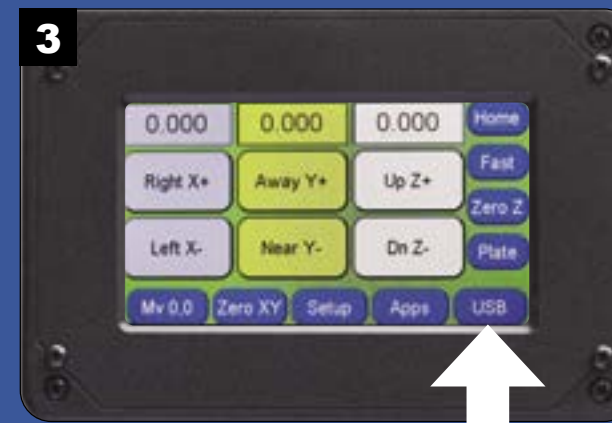 3
0.000 0.000 0.000 Home
Fast
Right X+ Away Y+ Up Z+
Zero Z
Left X- Near Y- Dn Z- Plate
Mv 0,0 Zero XY Setup Apps USB